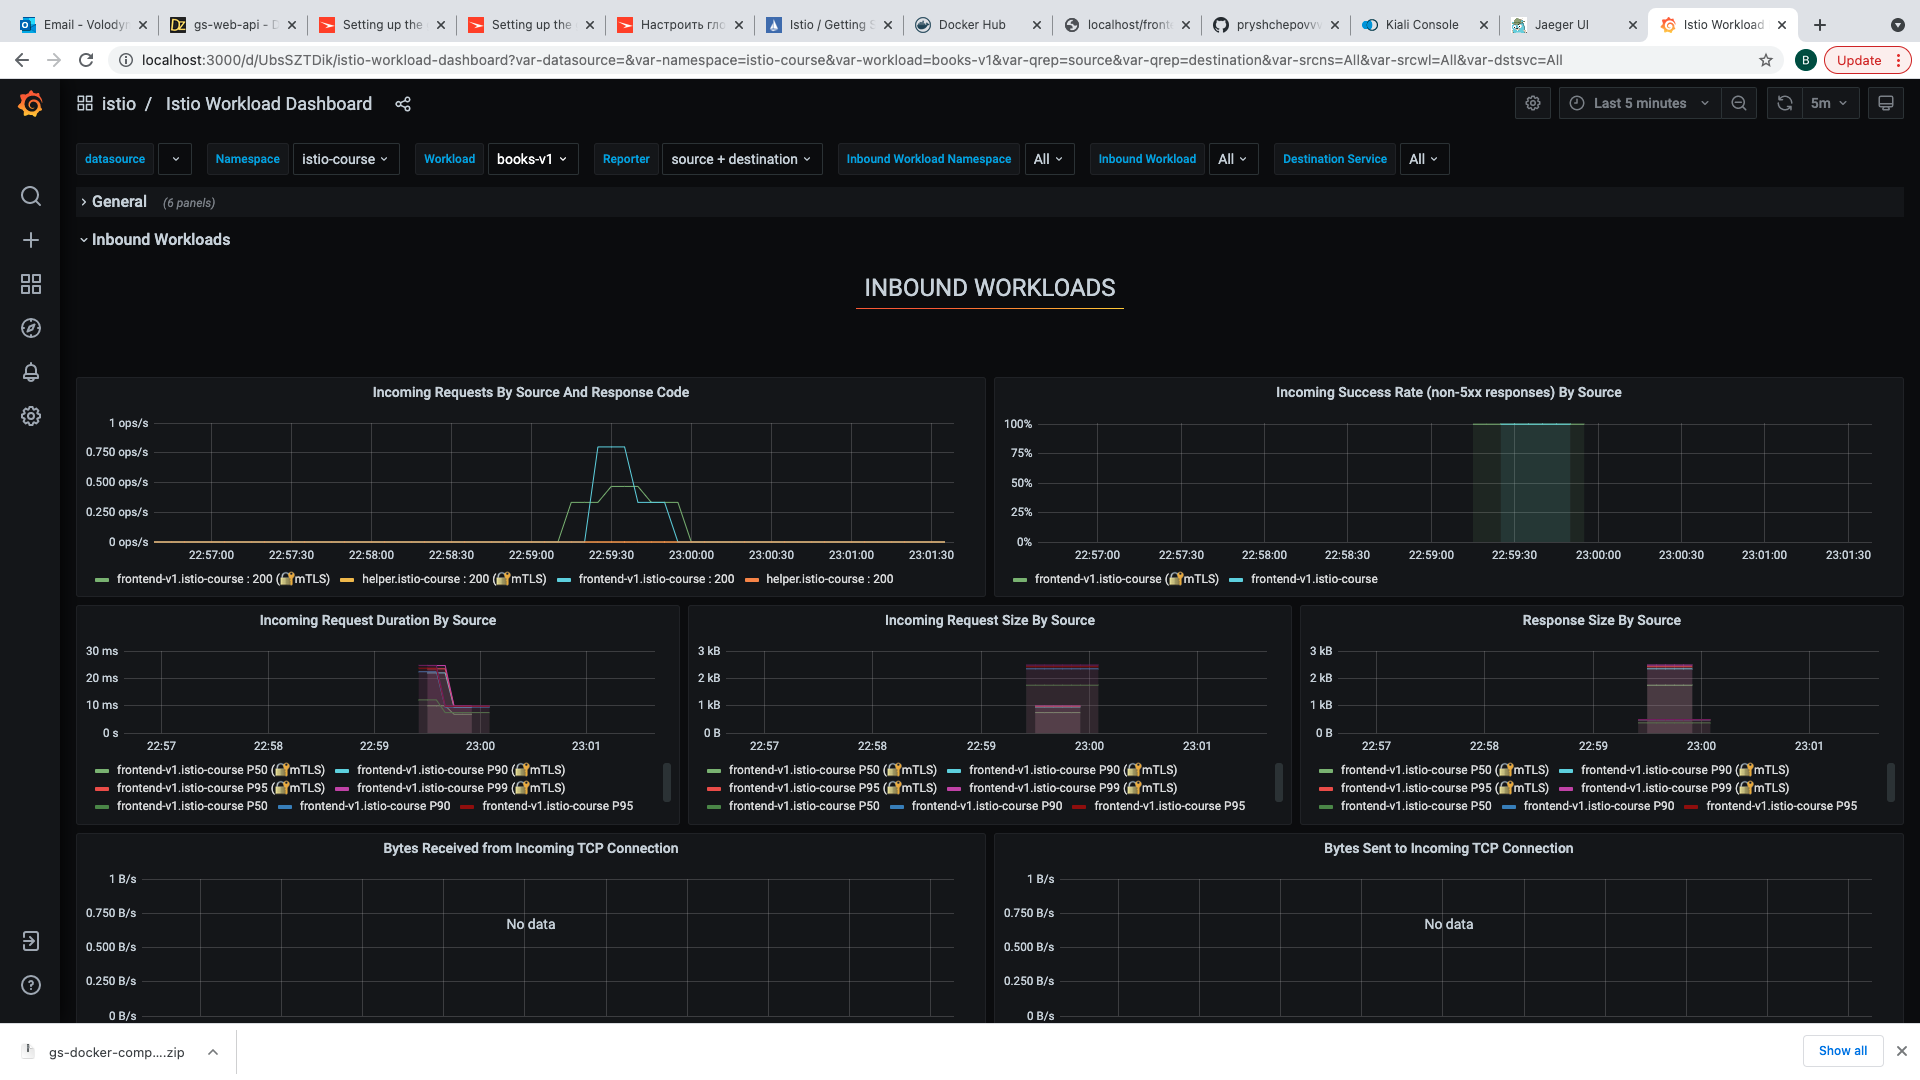 Email - Volody
gs-web-api - D
Setting up the
Setting up the
Настроить гло
Istio / Getting S
Docker Hub
localhost/front
pryshchepovvv
Kiali Console
Jaeger UI
Istio Workload
localhost:3000/d/UbsSZTDik/istio-workload-dashboard?var-datasource=&var-namespace=istio-course&var-workload=books-v1&var-qrep=source&var-qrep=destination&var-srcns=All&var-srcwl=All&var-dstsvc=All
B
Update
istio / Istio Workload Dashboard
Last 5 minutes
5m
datasource
Namespace istio-course
Workload books-v1
Reporter source + destination
Inbound Workload Namespace All
Inbound Workload All
Destination Service All
General (6 panels)
Inbound Workloads
INBOUND WORKLOADS
Incoming Requests By Source And Response Code
1 ops/s
0.750 ops/s
0.500 ops/s
0.250 ops/s
0 ops/s
22:57:00 22:57:30 22:58:00 22:58:30 22:59:00 22:59:30 23:00:00 23:00:30 23:01:00 23:01:30
frontend-v1.istio-course : 200 (🔐mTLS) helper.istio-course : 200 (🔐mTLS) frontend-v1.istio-course : 200 helper.istio-course : 200
Incoming Success Rate (non-5xx responses) By Source
100%
75%
50%
25%
0%
22:57:00 22:57:30 22:58:00 22:58:30 22:59:00 22:59:30 23:00:00 23:00:30 23:01:00 23:01:30
frontend-v1.istio-course (🔐mTLS) frontend-v1.istio-course
Incoming Request Duration By Source
30 ms
20 ms
10 ms
0 s
22:57 22:58 22:59 23:00 23:01
frontend-v1.istio-course P50 (🔐mTLS) frontend-v1.istio-course P90 (🔐mTLS)
frontend-v1.istio-course P95 (🔐mTLS) frontend-v1.istio-course P99 (🔐mTLS)
frontend-v1.istio-course P50 frontend-v1.istio-course P90 frontend-v1.istio-course P95
Incoming Request Size By Source
3 kB
2 kB
1 kB
0 B
22:57 22:58 22:59 23:00 23:01
frontend-v1.istio-course P50 (🔐mTLS) frontend-v1.istio-course P90 (🔐mTLS)
frontend-v1.istio-course P95 (🔐mTLS) frontend-v1.istio-course P99 (🔐mTLS)
frontend-v1.istio-course P50 frontend-v1.istio-course P90 frontend-v1.istio-course P95
Response Size By Source
3 kB
2 kB
1 kB
0 B
22:57 22:58 22:59 23:00 23:01
frontend-v1.istio-course P50 (🔐mTLS) frontend-v1.istio-course P90 (🔐mTLS)
frontend-v1.istio-course P95 (🔐mTLS) frontend-v1.istio-course P99 (🔐mTLS)
frontend-v1.istio-course P50 frontend-v1.istio-course P90 frontend-v1.istio-course P95
Bytes Received from Incoming TCP Connection
1 B/s
0.750 B/s
0.500 B/s
0.250 B/s
0 B/s
No data
Bytes Sent to Incoming TCP Connection
1 B/s
0.750 B/s
0.500 B/s
0.250 B/s
0 B/s
No data
gs-docker-comp....zip
Show all